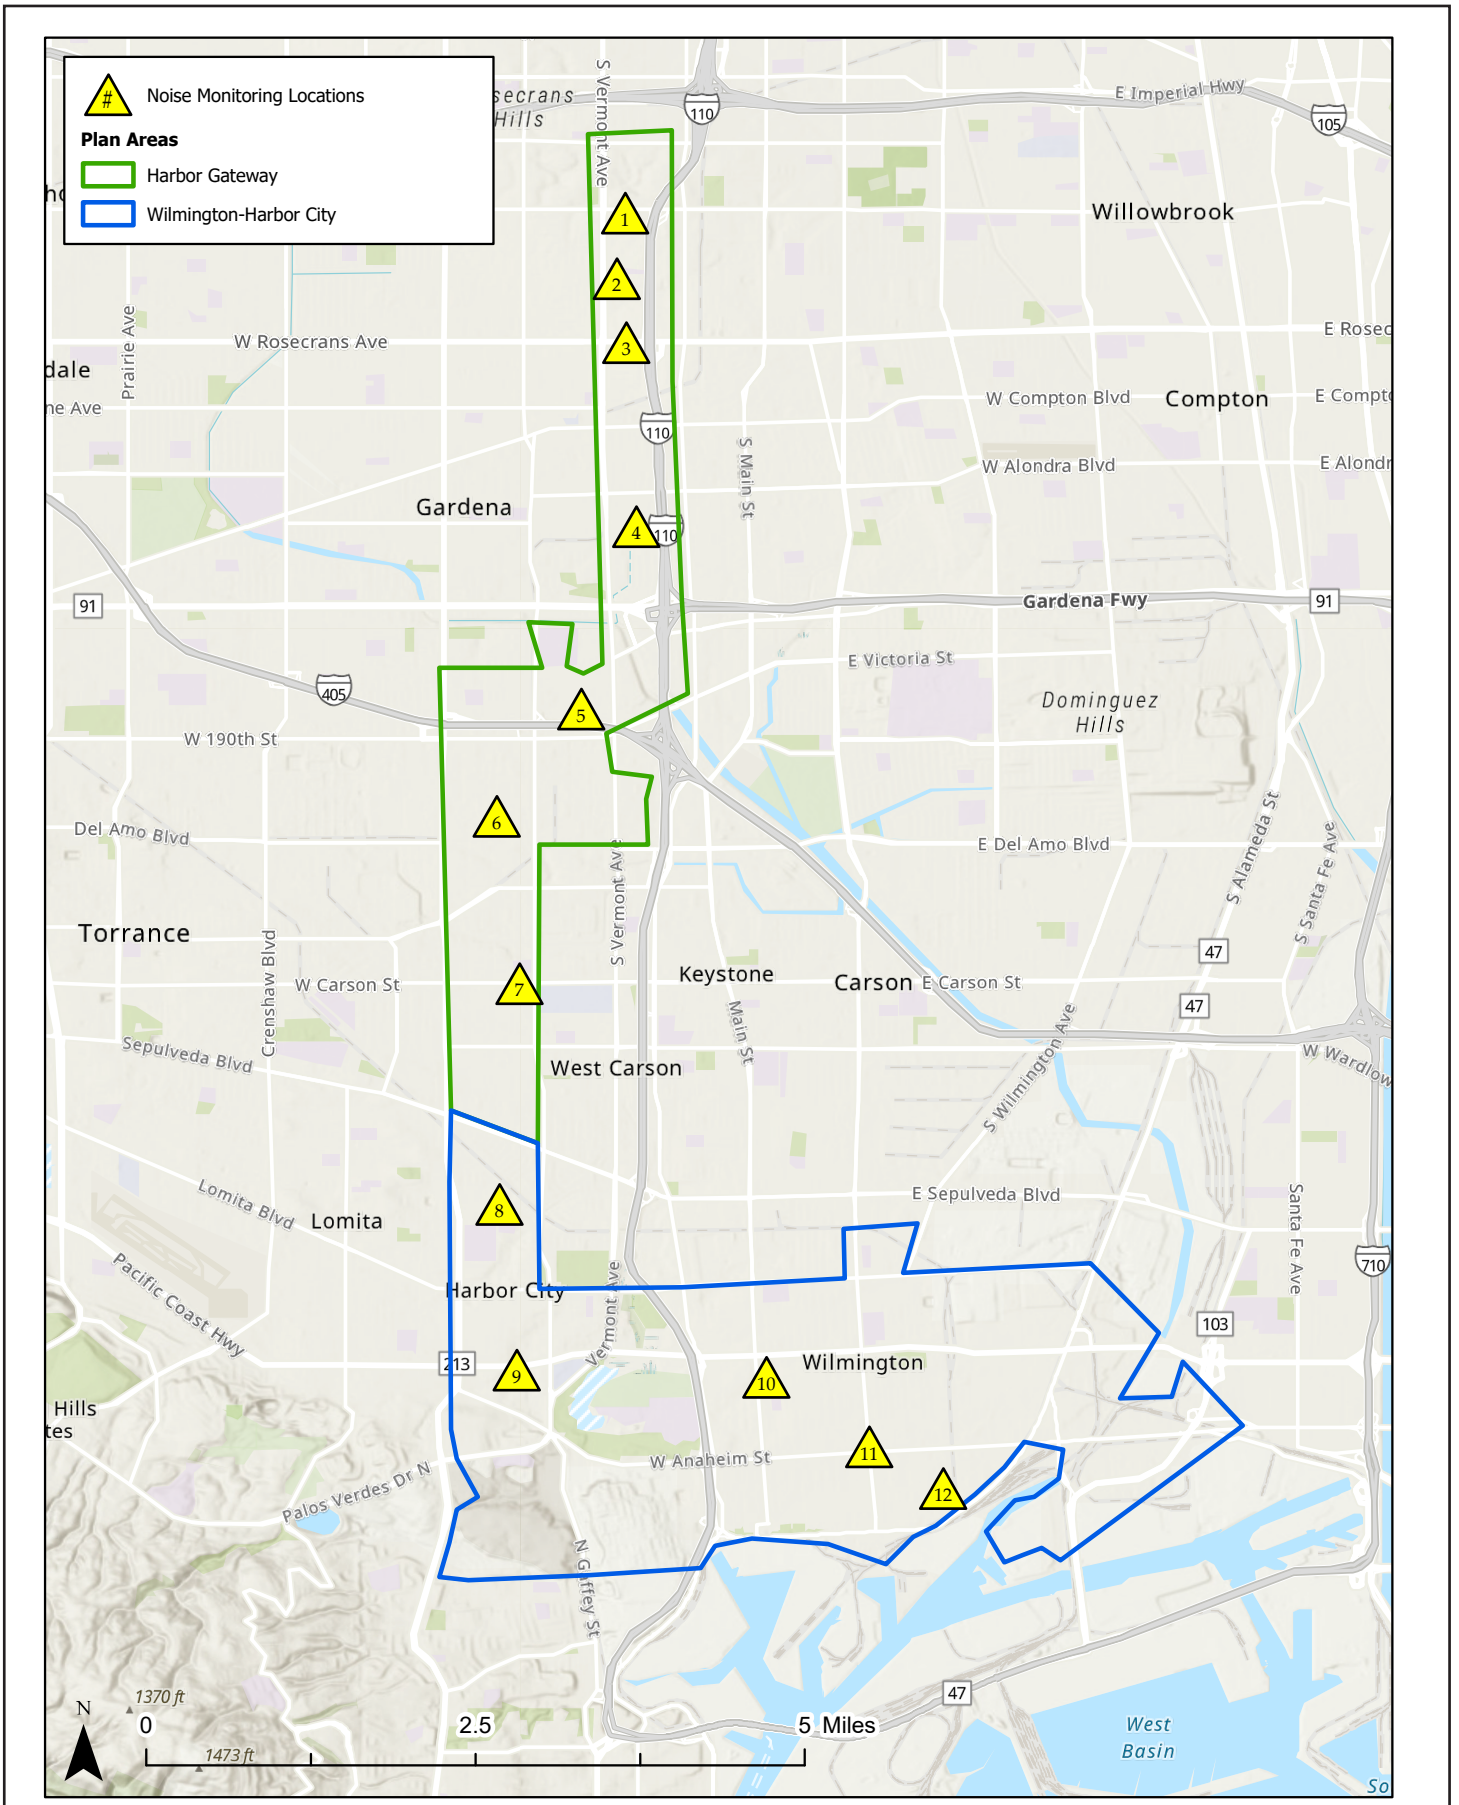 #
Noise Monitoring Locations
Plan Areas
Harbor Gateway
Wilmington-Harbor City
secrans
Hills
S Vermont Ave
110
E Imperial Hwy
105
ho
Willowbrook
1
2
3
W Rosecrans Ave
E Rosec
Prairie Ave
dale
ne Ave
W Compton Blvd
Compton
E Compto
110
S Main St
W Alondra Blvd
E Alondr
Gardena
4
110
91
Gardena Fwy
91
E Victoria St
405
5
Dominguez
Hills
W 190th St
6
Del Amo Blvd
E Del Amo Blvd
S Vermont Ave
S Alameda St
S Santa Fe Ave
Torrance
Crenshaw Blvd
47
Keystone
Carson
E Carson St
W Carson St
7
47
Main St
Sepulveda Blvd
West Carson
S Wilmington Ave
W Wardlow
Lomita Blvd
Lomita
8
E Sepulveda Blvd
Santa Fe Ave
Pacific Coast Hwy
Harbor City
Vermont Ave
710
103
213
9
10
Wilmington
Hills
tes
W Anaheim St
11
Palos Verdes Dr N
12
N Gaffey St
47
1370 ft
N
0
2.5
5 Miles
1473 ft
West
Basin
So